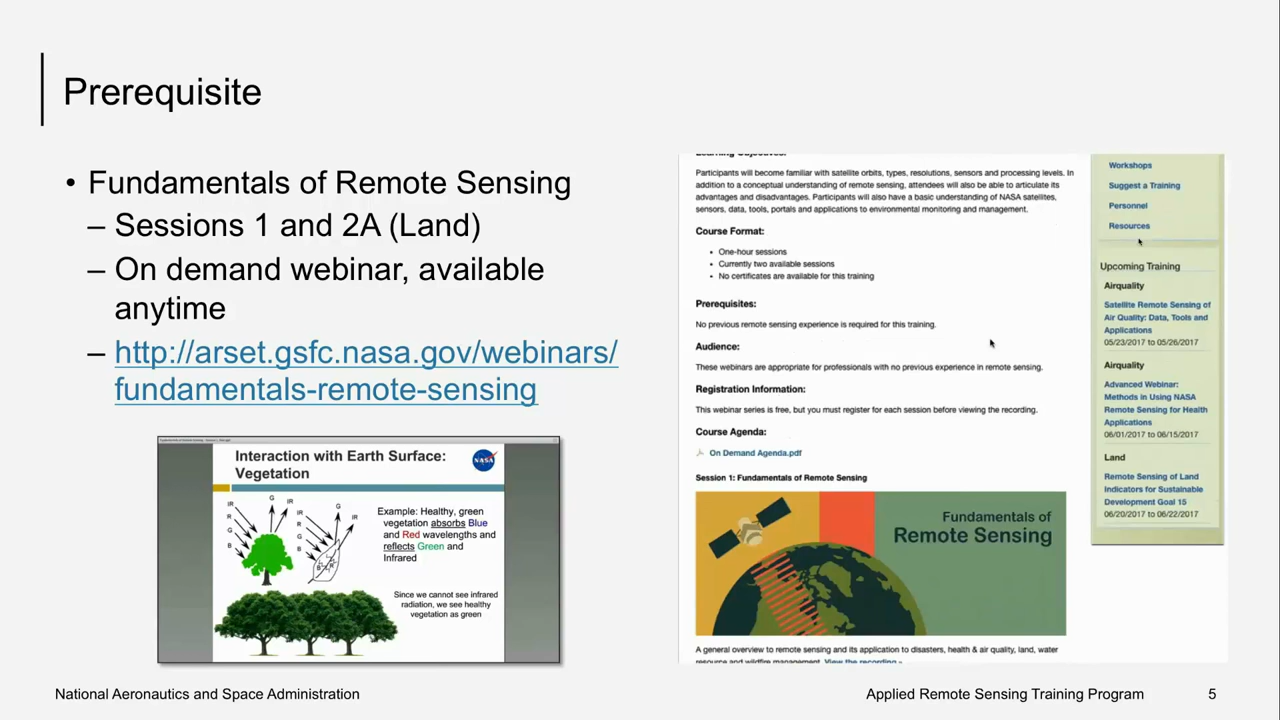 Prerequisite
• Fundamentals of Remote Sensing
– Sessions 1 and 2A (Land)
– On demand webinar, available
anytime
– http://arset.gsfc.nasa.gov/webinars/
fundamentals-remote-sensing
Interaction with Earth Surface:
Vegetation
NASA
IR
R
G
B
G
IR
IR
R
G
B
G
IR
Example: Healthy, green
vegetation absorbs Blue
and Red wavelengths and
reflects Green and
Infrared
Since we cannot see infrared
radiation, we see healthy
vegetation as green
Learning Objectives:
Participants will become familiar with satellite orbits, types, resolutions, sensors and processing levels. In
addition to a conceptual understanding of remote sensing, attendees will also be able to articulate its
advantages and disadvantages. Participants will also have a basic understanding of NASA satellites,
sensors, data, tools, portals and applications to environmental monitoring and management.
Course Format:
• One-hour sessions
• Currently two available sessions
• No certificates are available for this training
Prerequisites:
No previous remote sensing experience is required for this training.
Audience:
These webinars are appropriate for professionals with no previous experience in remote sensing.
Registration Information:
This webinar series is free, but you must register for each session before viewing the recording.
Course Agenda:
On Demand Agenda.pdf
Session 1: Fundamentals of Remote Sensing
Fundamentals of
Remote Sensing
A general overview to remote sensing and its application to disasters, health & air quality, land, water
resource and wildfire management. View the recording »
Workshops
Suggest a Training
Personnel
Resources
Upcoming Training
Airquality
Satellite Remote Sensing of
Air Quality: Data, Tools and
Applications
05/23/2017 to 05/26/2017
Airquality
Advanced Webinar:
Methods in Using NASA
Remote Sensing for Health
Applications
06/01/2017 to 06/15/2017
Land
Remote Sensing of Land
Indicators for Sustainable
Development Goal 15
06/20/2017 to 06/22/2017
National Aeronautics and Space Administration
Applied Remote Sensing Training Program
5